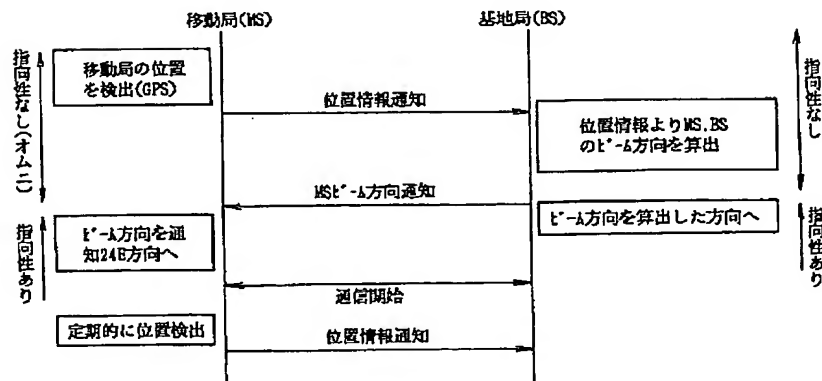 移動局(MS)
基地局(BS)
指向性なし(オムニ)
移動局の位置
を検出(GPS)
位置情報通知
位置情報よりMS.BS
のﾋﾞｰﾑ方向を算出
指向性なし
MSﾋﾞｰﾑ方向通知
指向性あり
ﾋﾞｰﾑ方向を通
知24E方向へ
ﾋﾞｰﾑ方向を算出した方向へ
指向性あり
通信開始
定期的に位置検出
位置情報通知